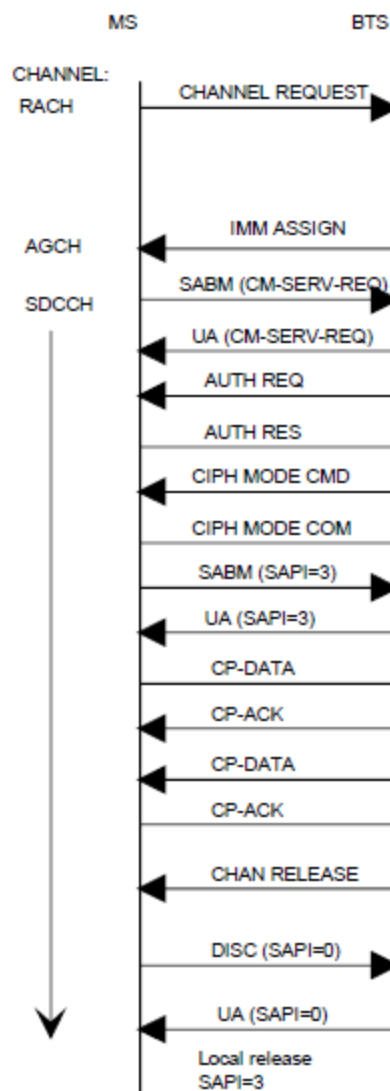 MS BTS
CHANNEL:
RACH CHANNEL REQUEST
AGCH IMM ASSIGN
SDCCH SABM (CM-SERV-REQ)
UA (CM-SERV-REQ)
AUTH REQ
AUTH RES
CIPH MODE CMD
CIPH MODE COM
SABM (SAPI=3)
UA (SAPI=3)
CP-DATA
CP-ACK
CP-DATA
CP-ACK
CHAN RELEASE
DISC (SAPI=0)
UA (SAPI=0)
Local release
SAPI=3